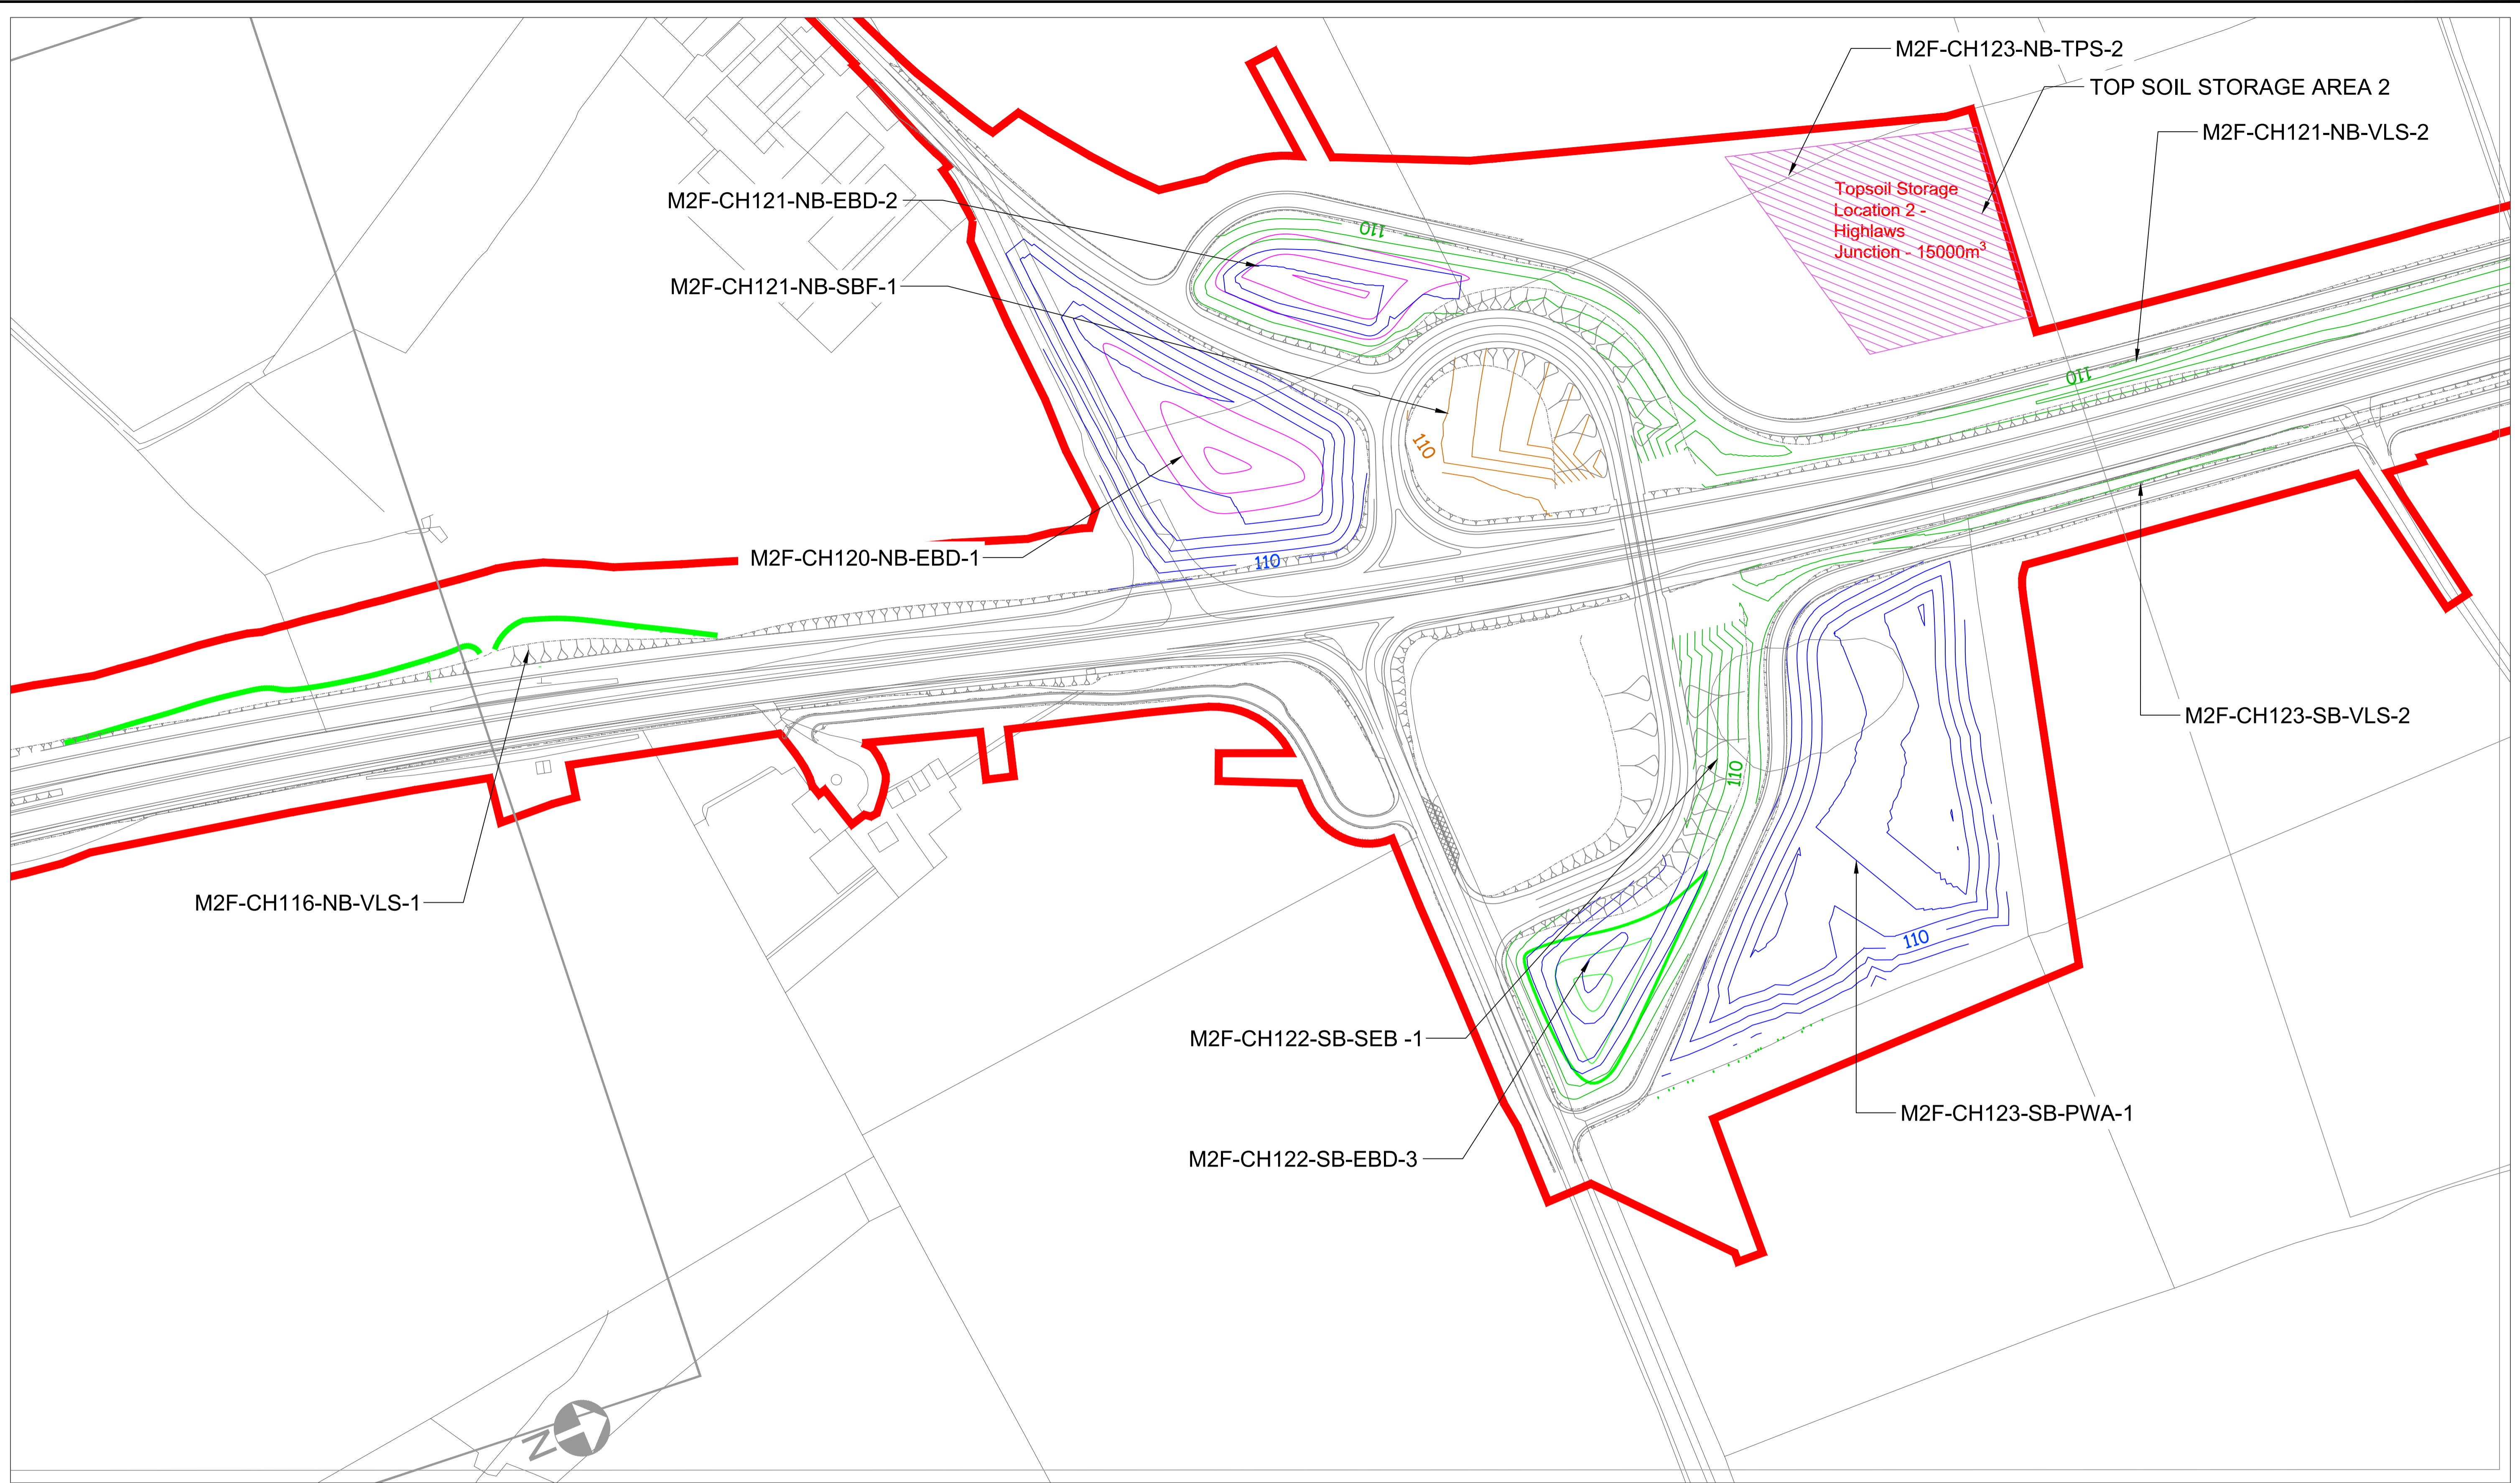 M2F-CH123-NB-TPS-2
TOP SOIL STORAGE AREA 2
M2F-CH121-NB-VLS-2
Topsoil Storage
Location 2 -
Highlaws
Junction - 15000m³
M2F-CH121-NB-EBD-2
110
M2F-CH121-NB-SBF-1
110
110
M2F-CH120-NB-EBD-1
110
M2F-CH123-SB-VLS-2
110
M2F-CH116-NB-VLS-1
110
M2F-CH122-SB-SEB -1
M2F-CH123-SB-PWA-1
M2F-CH122-SB-EBD-3
N